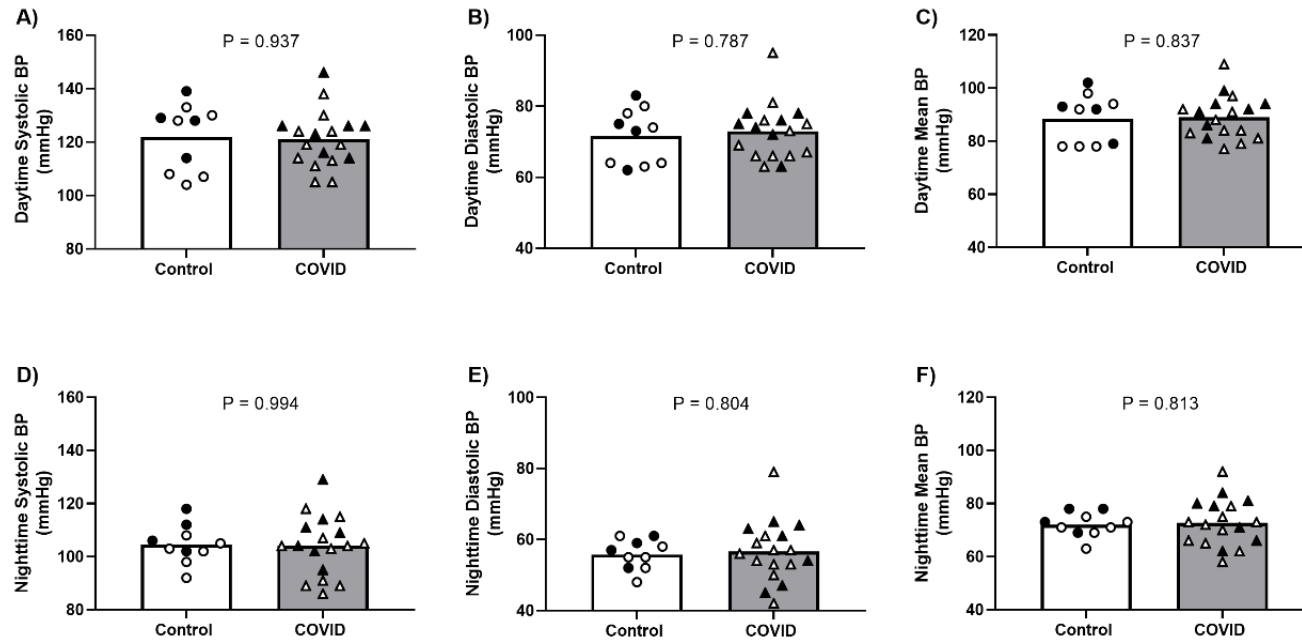 A)
Daytime Systolic BP
(mmHg)
P = 0.937
160
140
120
100
80
Control
COVID
B)
Daytime Diastolic BP
(mmHg)
P = 0.787
100
80
60
40
Control
COVID
C)
Daytime Mean BP
(mmHg)
P = 0.837
120
100
80
60
40
Control
COVID
D)
Nighttime Systolic BP
(mmHg)
P = 0.994
160
140
120
100
80
Control
COVID
E)
Nighttime Diastolic BP
(mmHg)
P = 0.804
100
80
60
40
Control
COVID
F)
Nighttime Mean BP
(mmHg)
P = 0.813
120
100
80
60
40
Control
COVID